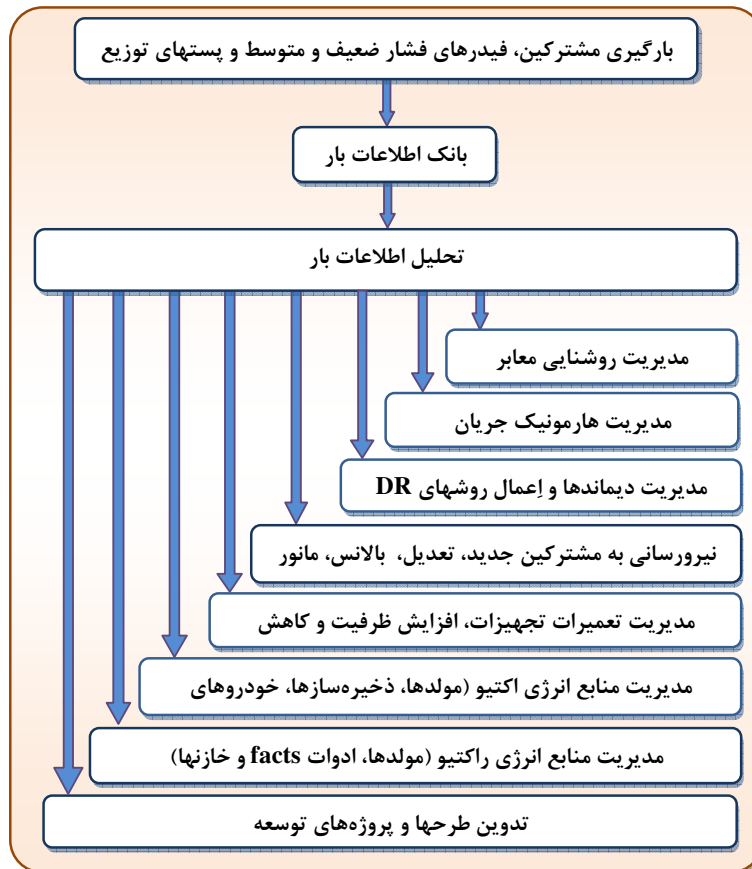 بارگیری مشترکین، فیدرهای فشار ضعیف و متوسط و پستهای توزیع
بانک اطلاعات بار
تحلیل اطلاعات بار
مدیریت روشنایی معابر
مدیریت هارمونیک جریان
مدیریت دیماندها و اِعمال روشهای DR
نیرورسانی به مشترکین جدید، تعدیل، بالانس، مانور
مدیریت تعمیرات تجهیزات، افزایش ظرفیت و کاهش
مدیریت منابع انرژی اکتیو (مولدها، ذخیره‌سازها، خودروهای
مدیریت منابع انرژی راکتیو (مولدها، ادوات facts و خازنها)
تدوین طرحها و پروژه‌های توسعه